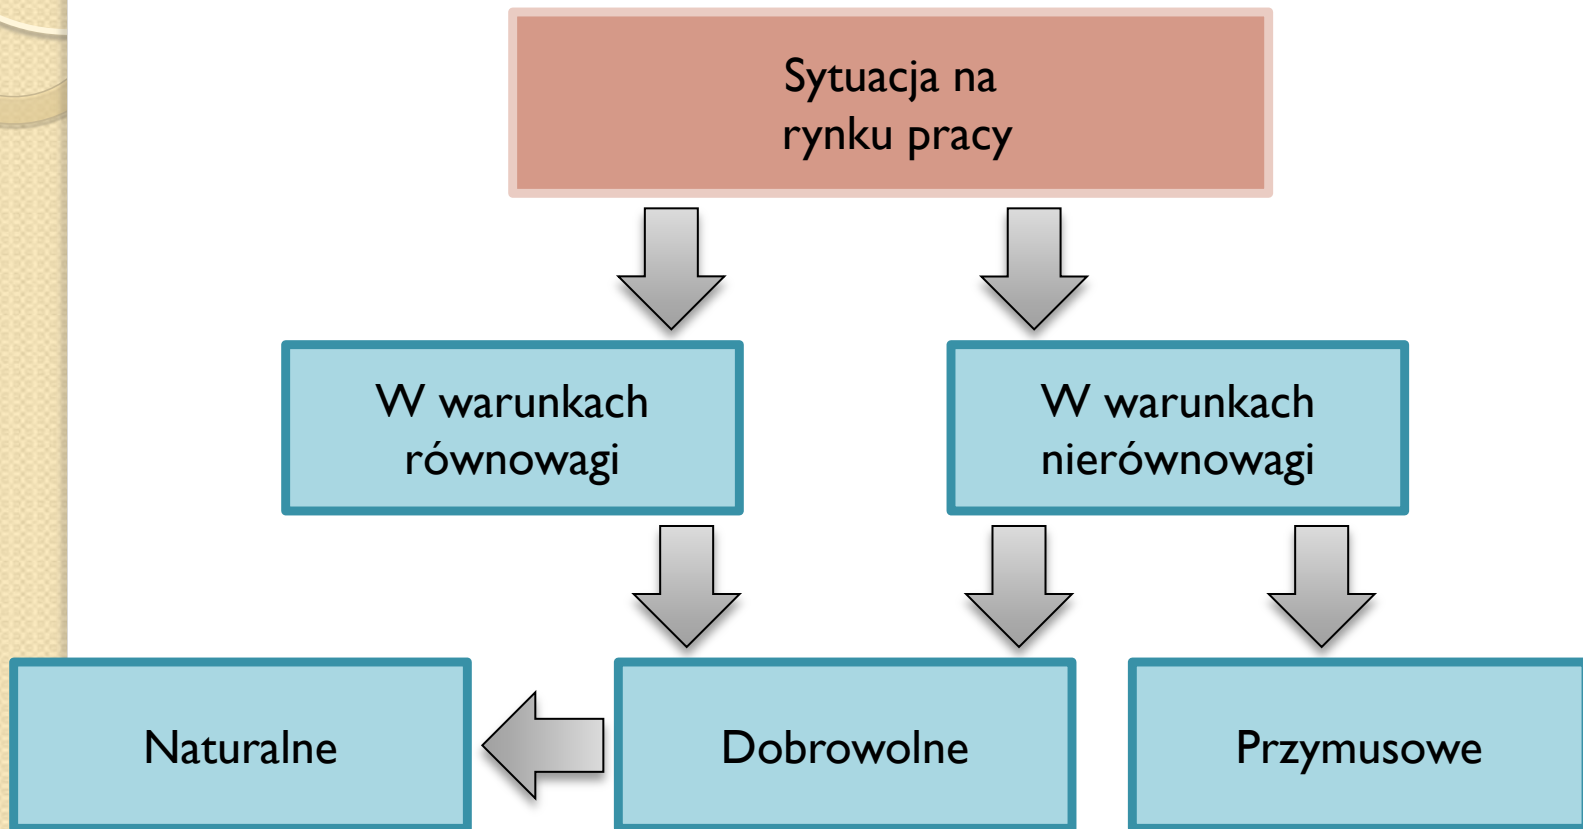 Sytuacja na
rynku pracy
W warunkach
równowagi
W warunkach
nierównowagi
Naturalne
Dobrowolne
Przymusowe